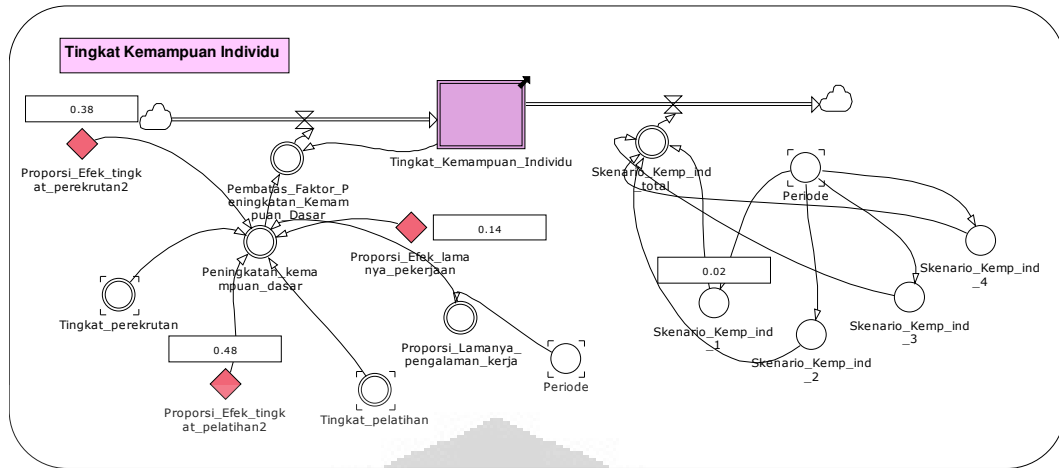 Tingkat Kemampuan Individu
0.38
Proporsi_Efek_tingk
at_perekrutan2
Tingkat_Kemampuan_Individu
Pembatas_Faktor_P
eningkatan_Kemam
puan_Dasar
Skenario_Kemp_ind
_total
Periode
0.14
Proporsi_Efek_lama
nya_pekerjaan
Peningkatan_kema
mpuan_dasar
Tingkat_perekrutan
0.02
Skenario_Kemp_ind
_4
Skenario_Kemp_ind
_3
Skenario_Kemp_ind
_1
Skenario_Kemp_ind
_2
0.48
Proporsi_Lamanya_
pengalaman_kerja
Periode
Proporsi_Efek_tingk
at_pelatihan2
Tingkat_pelatihan